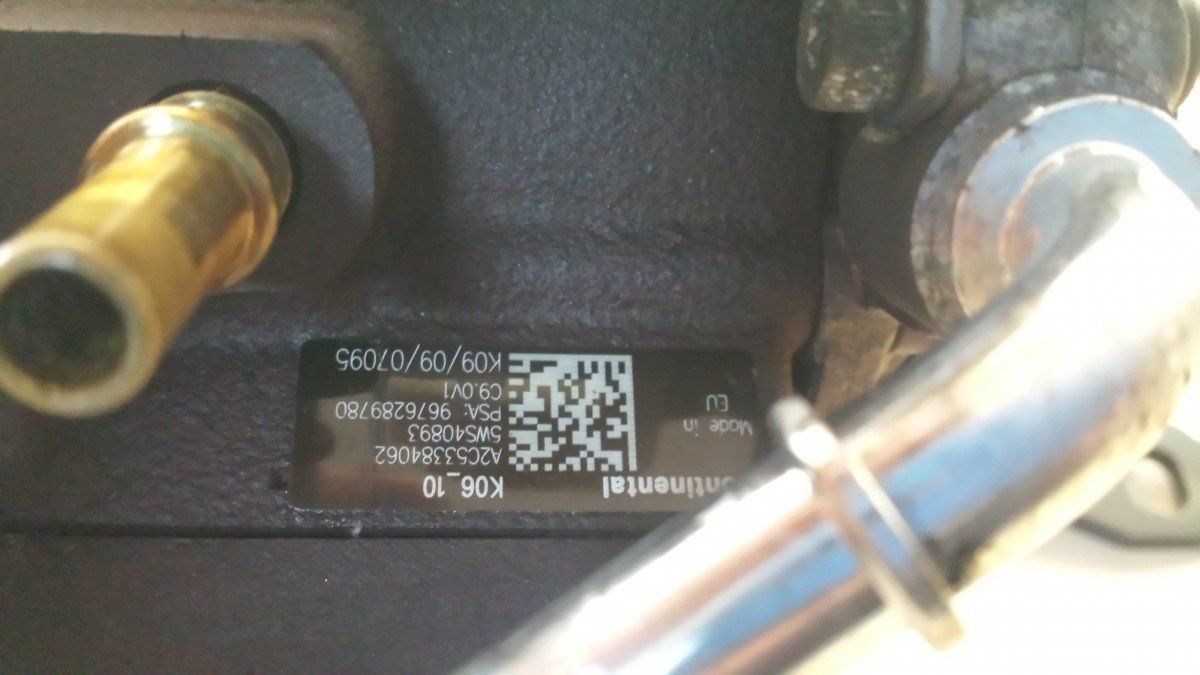 ontinental
Made in
EU
K06_10
A2C53384062
5WS40893
PSA: 9676289780
C9.0V1
K09/09/07095